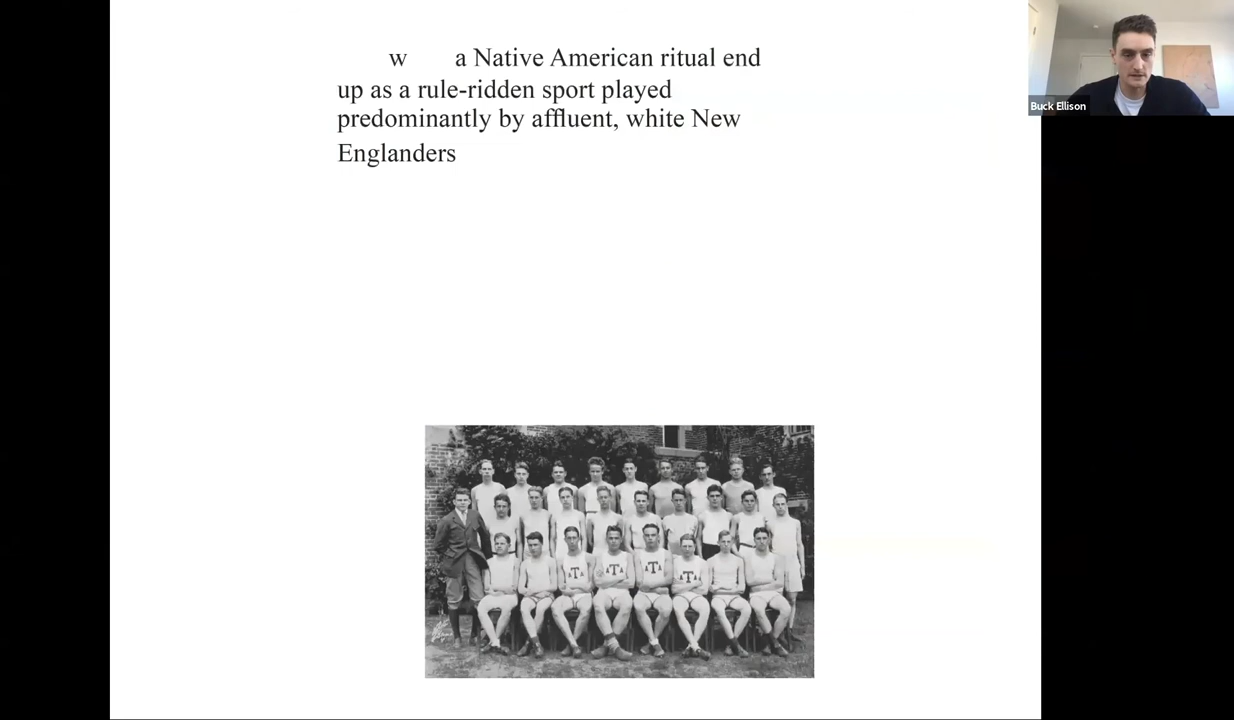 w a Native American ritual end
up as a rule-ridden sport played
predominantly by affluent, white New
Englanders
Buck Ellison
T
A T A
A T A
A T A